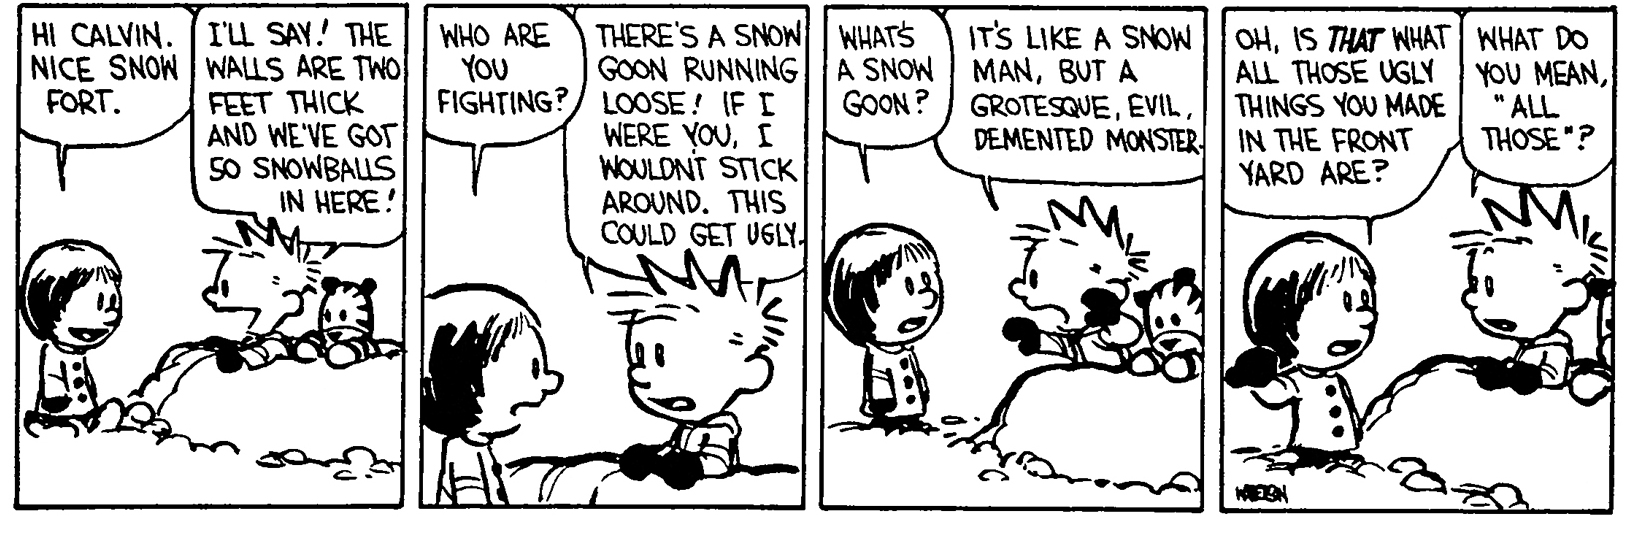 HI CALVIN.
NICE SNOW
FORT.
I'LL SAY! THE
WALLS ARE TWO
FEET THICK
AND WE'VE GOT
50 SNOWBALLS
IN HERE!
WHO ARE
YOU
FIGHTING?
THERE'S A SNOW
GOON RUNNING
LOOSE! IF I
WERE YOU, I
WOULDN'T STICK
AROUND. THIS
COULD GET UGLY.
WHAT'S
A SNOW
GOON?
IT'S LIKE A SNOW
MAN, BUT A
GROTESQUE, EVIL,
DEMENTED MONSTER.
OH, IS THAT WHAT
ALL THOSE UGLY
THINGS YOU MADE
IN THE FRONT
YARD ARE?
WHAT DO
YOU MEAN,
"ALL
THOSE"?
WATTERSON